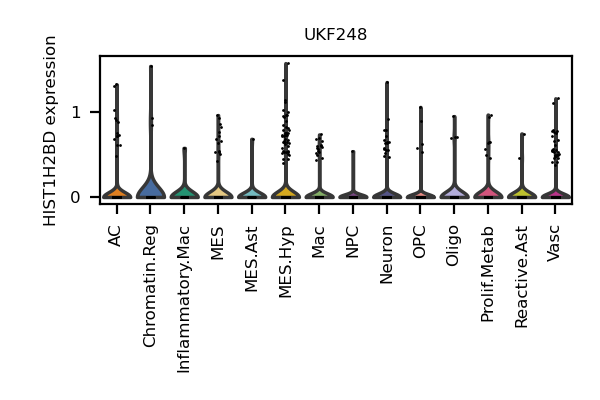 UKF248
HIST1H2BD expression
1
0
AC
Chromatin.Reg
Inflammatory.Mac
MES
MES.Ast
MES.Hyp
Mac
NPC
Neuron
OPC
Oligo
Prolif.Metab
Reactive.Ast
Vasc